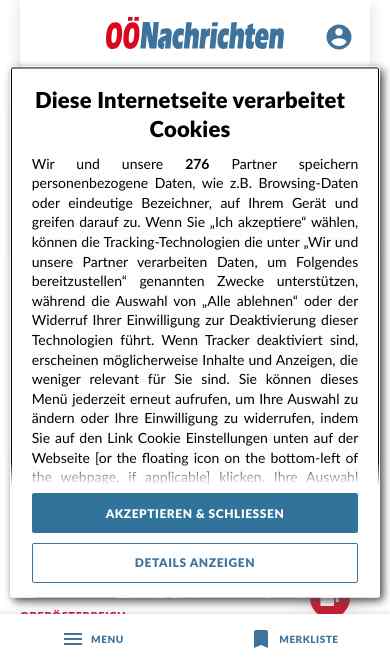 OÖNachrichten
Diese Internetseite verarbeitet
Cookies
Wir und unsere 276 Partner speichern
personenbezogene Daten, wie z.B. Browsing-Daten
oder eindeutige Bezeichner, auf Ihrem Gerät und
greifen darauf zu. Wenn Sie „Ich akzeptiere“ wählen,
können die Tracking-Technologien die unter „Wir und
unsere Partner verarbeiten Daten, um Folgendes
bereitzustellen“ genannten Zwecke unterstützen,
während die Auswahl von „Alle ablehnen“ oder der
Widerruf Ihrer Einwilligung zur Deaktivierung dieser
Technologien führt. Wenn Tracker deaktiviert sind,
erscheinen möglicherweise Inhalte und Anzeigen, die
weniger relevant für Sie sind. Sie können dieses
Menü jederzeit erneut aufrufen, um Ihre Auswahl zu
ändern oder Ihre Einwilligung zu widerrufen, indem
Sie auf den Link Cookie Einstellungen unten auf der
Webseite [or the floating icon on the bottom-left of
the webpage, if applicable] klicken. Ihre Auswahl
AKZEPTIEREN & SCHLIESSEN
DETAILS ANZEIGEN
OBERÖSTERREICH
MENU
MERKLISTE